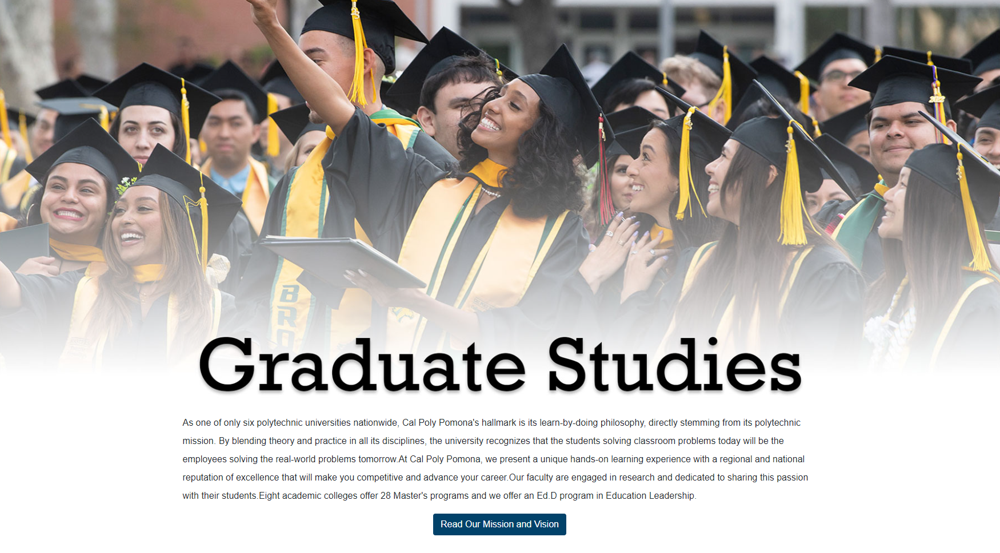 2022
BRO
Graduate Studies
As one of only six polytechnic universities nationwide, Cal Poly Pomona's hallmark is its learn-by-doing philosophy, directly stemming from its polytechnic
mission. By blending theory and practice in all its disciplines, the university recognizes that the students solving classroom problems today will be the
employees solving the real-world problems tomorrow.At Cal Poly Pomona, we present a unique hands-on learning experience with a regional and national
reputation of excellence that will make you competitive and advance your career.Our faculty are engaged in research and dedicated to sharing this passion
with their students.Eight academic colleges offer 28 Master's programs and we offer an Ed.D program in Education Leadership.
Read Our Mission and Vision